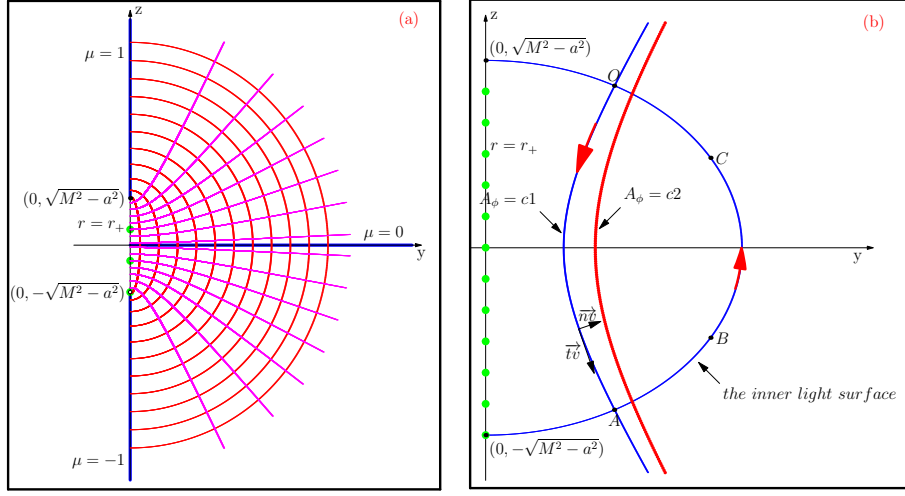 z
(a)
μ = 1
(0, √M² − a²)
r = r₊
μ = 0
y
(0, −√M² − a²)
μ = −1
z
(b)
(0, √M² − a²)
O
C
r = r₊
A_ϕ = c1
A_ϕ = c2
y
n⃗v
t⃗v
B
the inner light surface
A
(0, −√M² − a²)